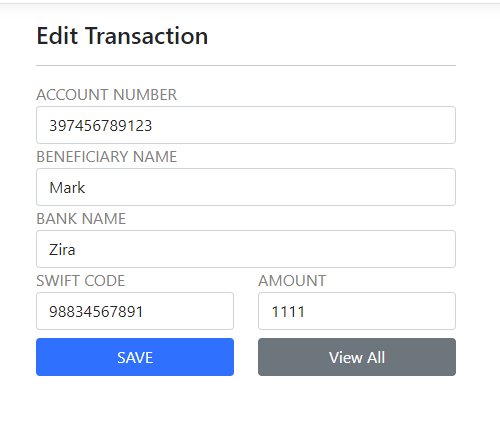 Edit Transaction
ACCOUNT NUMBER
397456789123
BENEFICIARY NAME
Mark
BANK NAME
Zira
SWIFT CODE
AMOUNT
98834567891
1111
SAVE
View All